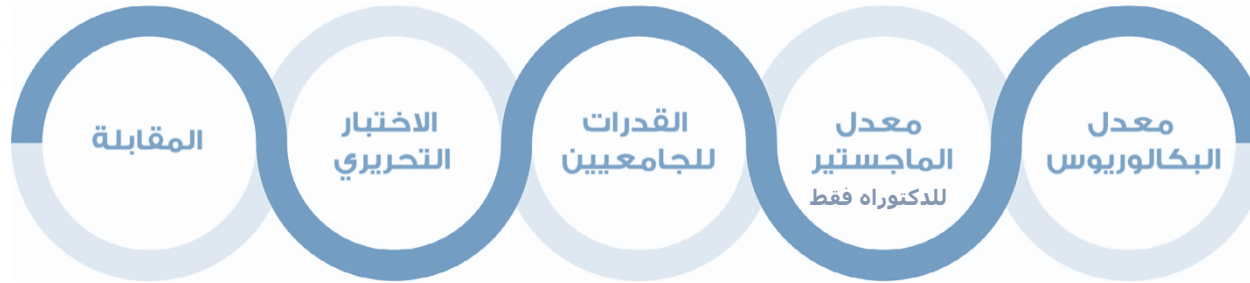 معدل
البكالوريوس
معدل
الماجستير
للدكتوراه فقط
القدرات
للجامعيين
الاختبار
التحريري
المقابلة